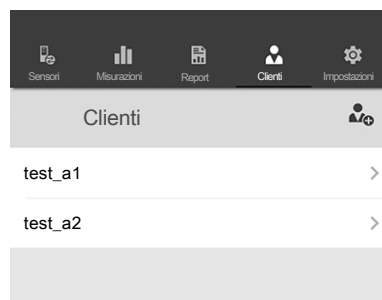 Sensori Misurazioni Report Clienti Impostazioni
Clienti
test_a1
test_a2